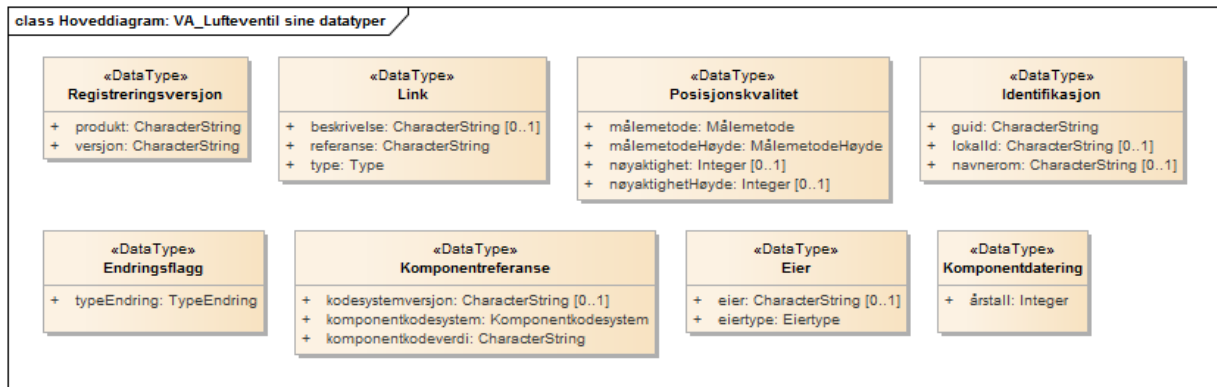 class Hoveddiagram: VA_Lufteventil sine datatyper
«DataType»
Registreringsversjon
+ produkt: CharacterString
+ versjon: CharacterString
«DataType»
Link
+ beskrivelse: CharacterString [0..1]
+ referanse: CharacterString
+ type: Type
«DataType»
Posisjonskvalitet
+ målemetode: Målemetode
+ målemetodeHøyde: MålemetodeHøyde
+ nøyaktighet: Integer [0..1]
+ nøyaktighetHøyde: Integer [0..1]
«DataType»
Identifikasjon
+ guid: CharacterString
+ lokalId: CharacterString [0..1]
+ navnerom: CharacterString [0..1]
«DataType»
Endringsflagg
+ typeEndring: TypeEndring
«DataType»
Komponentreferanse
+ kodesystemversjon: CharacterString [0..1]
+ komponentkodesystem: Komponentkodesystem
+ komponentkodeverdi: CharacterString
«DataType»
Eier
+ eier: CharacterString [0..1]
+ eiertype: Eiertype
«DataType»
Komponentdatering
+ årstall: Integer